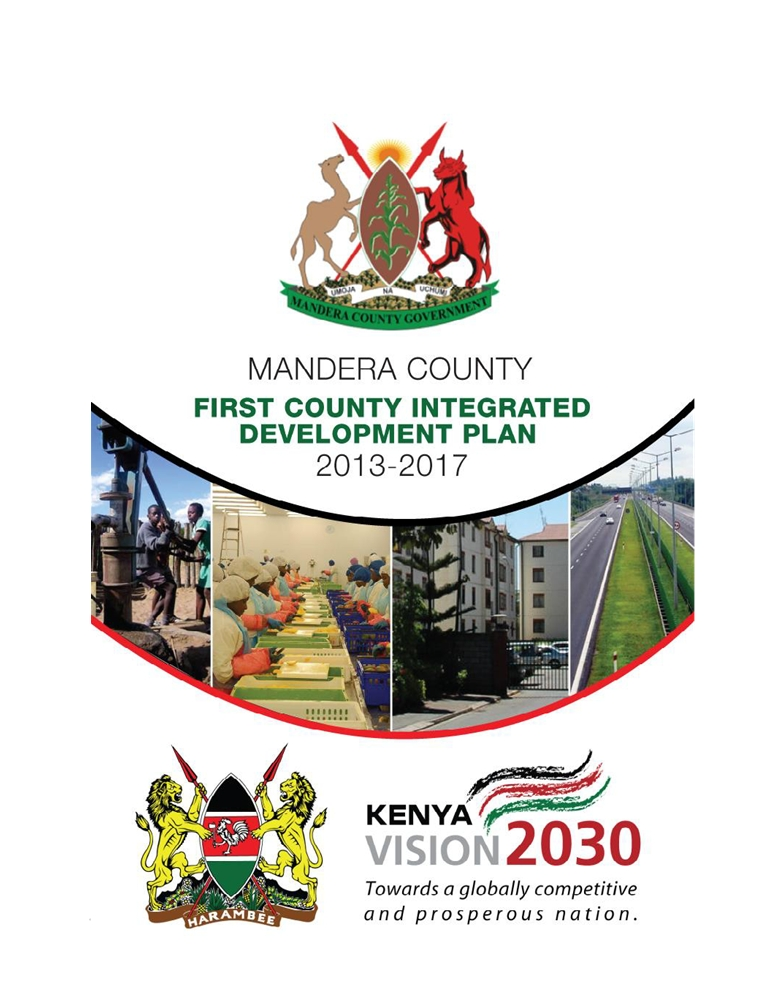 UMOJA NA UCHUMI
MANDERA COUNTY GOVERNMENT
MANDERA COUNTY
FIRST COUNTY INTEGRATED
DEVELOPMENT PLAN
2013-2017
HARAMBEE
KENYA
VISION 2030
Towards a globally competitive
and prosperous nation.